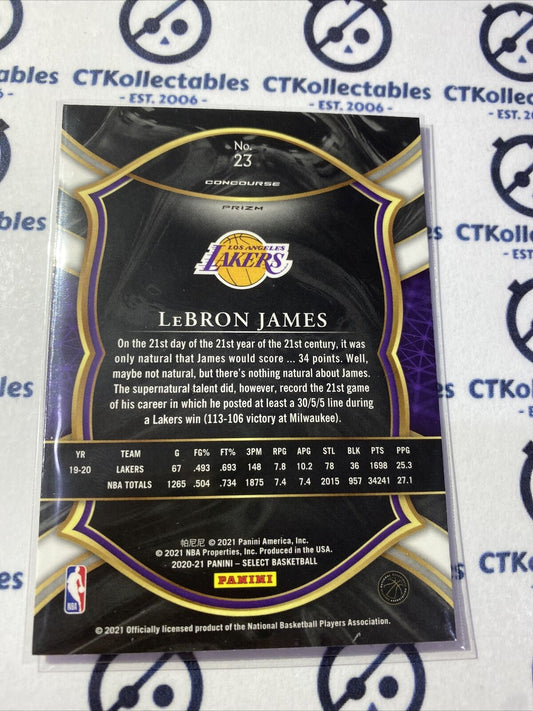 CTKollectables
- EST. 2006 -
CTKollectables
- EST. 2006 -
CTKollectables
- EST. 2006 -
No.
23
CONCOURSE
PRIZM
LOS ANGELES
LAKERS
LEBRON JAMES
On the 21st day of the 21st year of the 21st century, it was
only natural that James would score ... 34 points. Well,
maybe not natural, but there's nothing natural about James.
The supernatural talent did, however, record the 21st game
of his career in which he posted at least a 30/5/5 line during
a Lakers win (113-106 victory at Milwaukee).
YR TEAM G FG% FT% 3PM RPG APG STL BLK PTS PPG
19-20 LAKERS 67 .493 .693 148 7.8 10.2 78 36 1698 25.3
NBA TOTALS 1265 .504 .734 1875 7.4 7.4 2015 957 34241 27.1
帕尼尼 © 2021 Panini America, Inc.
© 2021 NBA Properties, Inc. Produced in the USA.
2020-21 PANINI – SELECT BASKETBALL
PANINI
NBA
© 2021 Officially licensed product of the National Basketball Players Association.